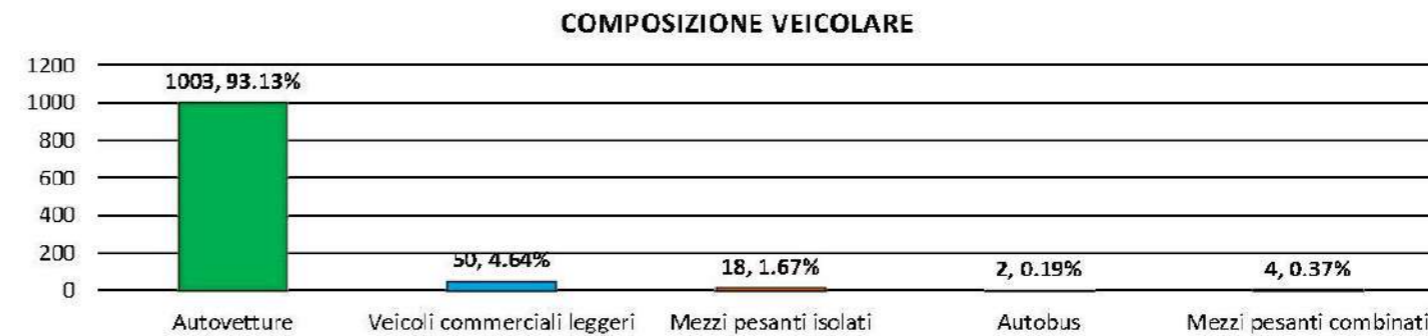 COMPOSIZIONE VEICOLARE
1200
1003, 93.13%
1000
800
600
400
200
50, 4.64%
18, 1.67%
2, 0.19%
4, 0.37%
0
Autovetture
Veicoli commerciali leggeri
Mezzi pesanti isolati
Autobus
Mezzi pesanti combinati